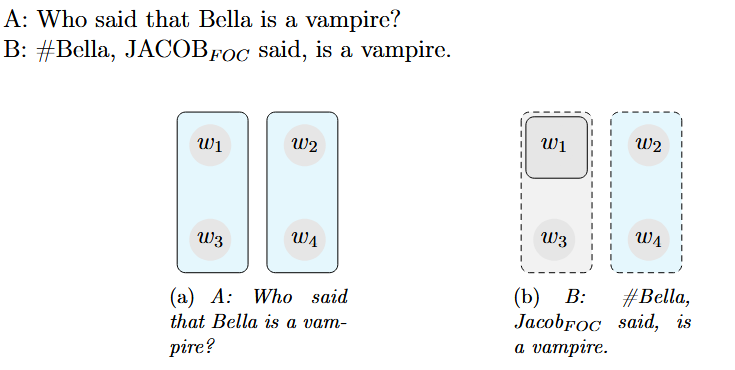 A: Who said that Bella is a vampire?
B: #Bella, JACOB_FOC said, is a vampire.
w1 w2 w1 w2
w3 w4 w3 w4
(a) A: Who said
that Bella is a vam-
pire?
(b) B: #Bella,
Jacob_FOC said, is
a vampire.